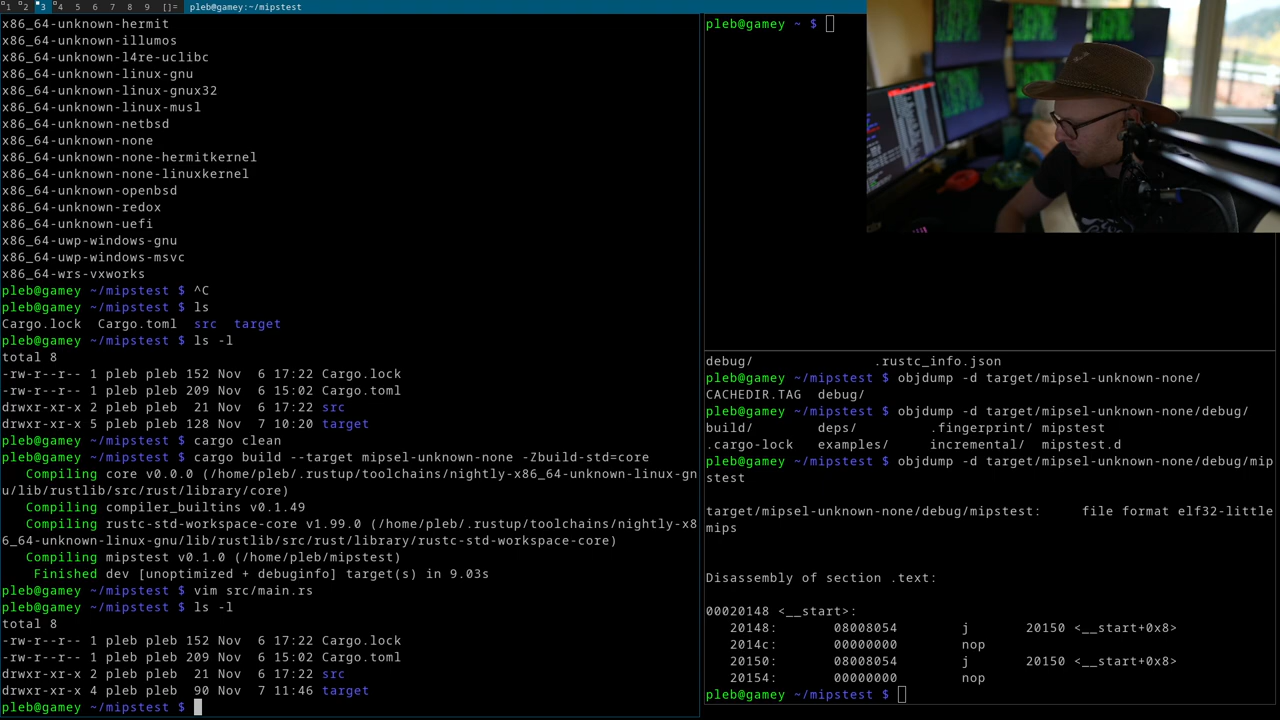 1 2 3 4 5 6 7 8 9 []= pleb@gamey:~/mipstest
x86_64-unknown-hermit
x86_64-unknown-illumos
x86_64-unknown-l4re-uclibc
x86_64-unknown-linux-gnu
x86_64-unknown-linux-gnux32
x86_64-unknown-linux-musl
x86_64-unknown-netbsd
x86_64-unknown-none
x86_64-unknown-none-hermitkernel
x86_64-unknown-none-linuxkernel
x86_64-unknown-openbsd
x86_64-unknown-redox
x86_64-unknown-uefi
x86_64-uwp-windows-gnu
x86_64-uwp-windows-msvc
x86_64-wrs-vxworks
pleb@gamey ~/mipstest $ ^C
pleb@gamey ~/mipstest $ ls
Cargo.lock  Cargo.toml  src  target
pleb@gamey ~/mipstest $ ls -l
total 8
-rw-r--r-- 1 pleb pleb 152 Nov  6 17:22 Cargo.lock
-rw-r--r-- 1 pleb pleb 209 Nov  6 15:02 Cargo.toml
drwxr-xr-x 2 pleb pleb  21 Nov  6 17:22 src
drwxr-xr-x 5 pleb pleb 128 Nov  7 10:20 target
pleb@gamey ~/mipstest $ cargo clean
pleb@gamey ~/mipstest $ cargo build --target mipsel-unknown-none -Zbuild-std=core
   Compiling core v0.0.0 (/home/pleb/.rustup/toolchains/nightly-x86_64-unknown-linux-gn
u/lib/rustlib/src/rust/library/core)
   Compiling compiler_builtins v0.1.49
   Compiling rustc-std-workspace-core v1.99.0 (/home/pleb/.rustup/toolchains/nightly-x8
6_64-unknown-linux-gnu/lib/rustlib/src/rust/library/rustc-std-workspace-core)
   Compiling mipstest v0.1.0 (/home/pleb/mipstest)
    Finished dev [unoptimized + debuginfo] target(s) in 9.03s
pleb@gamey ~/mipstest $ vim src/main.rs
pleb@gamey ~/mipstest $ ls -l
total 8
-rw-r--r-- 1 pleb pleb 152 Nov  6 17:22 Cargo.lock
-rw-r--r-- 1 pleb pleb 209 Nov  6 15:02 Cargo.toml
drwxr-xr-x 2 pleb pleb  21 Nov  6 17:22 src
drwxr-xr-x 4 pleb pleb  90 Nov  7 11:46 target
pleb@gamey ~/mipstest $
pleb@gamey ~ $
debug/                .rustc_info.json
pleb@gamey ~/mipstest $ objdump -d target/mipsel-unknown-none/
CACHEDIR.TAG  debug/
pleb@gamey ~/mipstest $ objdump -d target/mipsel-unknown-none/debug/
build/        deps/         .fingerprint/ mipstest
.cargo-lock   examples/     incremental/  mipstest.d
pleb@gamey ~/mipstest $ objdump -d target/mipsel-unknown-none/debug/mip
stest
target/mipsel-unknown-none/debug/mipstest:     file format elf32-little
mips
Disassembly of section .text:
00020148 <__start>:
   20148:       08008054        j       20150 <__start+0x8>
   2014c:       00000000        nop
   20150:       08008054        j       20150 <__start+0x8>
   20154:       00000000        nop
pleb@gamey ~/mipstest $